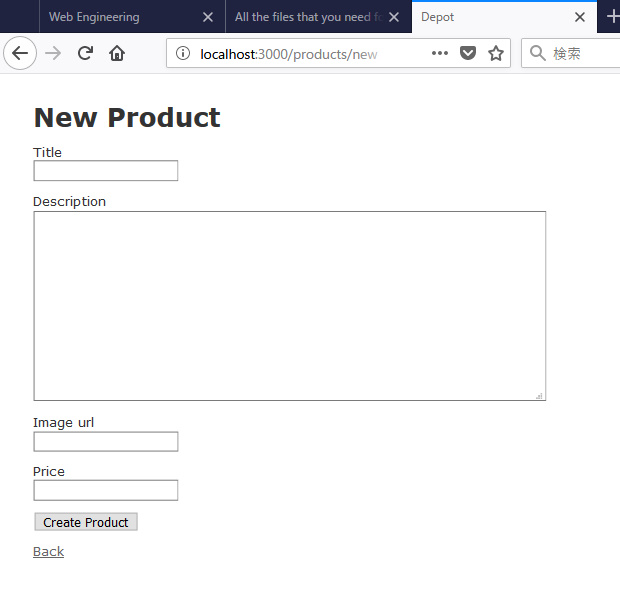 Web Engineering
All the files that you need fo
Depot
localhost:3000/products/new
検索
New Product
Title
Description
Image url
Price
Create Product
Back